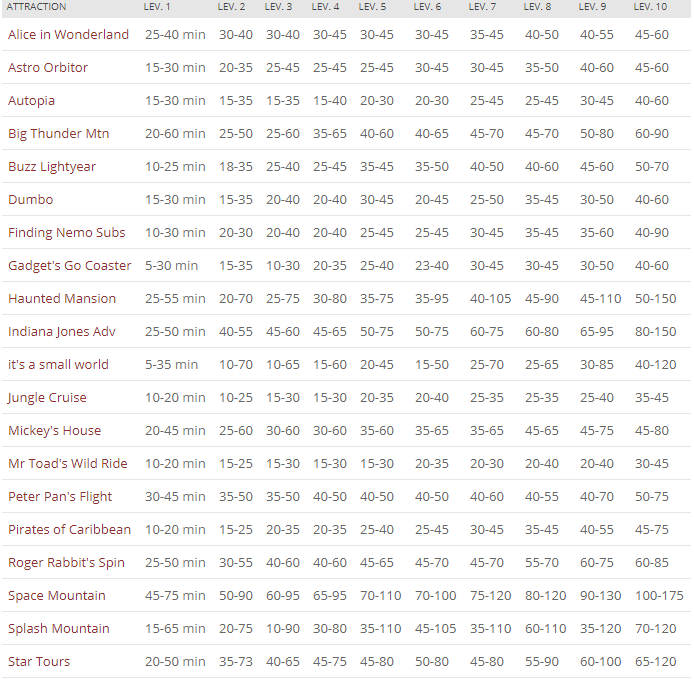 ATTRACTION LEV. 1 LEV. 2 LEV. 3 LEV. 4 LEV. 5 LEV. 6 LEV. 7 LEV. 8 LEV. 9 LEV. 10
Alice in Wonderland 25-40 min 30-40 30-40 30-45 30-45 30-45 35-45 40-50 40-55 45-60
Astro Orbitor 15-30 min 20-35 25-45 25-45 25-45 30-45 30-45 35-50 40-60 45-60
Autopia 15-30 min 15-35 15-35 15-40 20-30 20-30 25-45 25-45 30-45 40-60
Big Thunder Mtn 20-60 min 25-50 25-60 35-65 40-60 40-65 45-70 45-70 50-80 60-90
Buzz Lightyear 10-25 min 18-35 25-40 25-45 35-45 35-50 40-50 40-60 45-60 50-70
Dumbo 15-30 min 15-35 20-40 20-40 30-45 20-45 25-50 35-45 30-50 40-60
Finding Nemo Subs 10-30 min 20-30 20-40 20-40 25-45 25-45 30-45 35-45 35-60 40-90
Gadget's Go Coaster 5-30 min 15-35 10-30 20-35 25-40 23-40 30-45 30-45 30-50 40-60
Haunted Mansion 25-55 min 20-70 25-75 30-80 35-75 35-95 40-105 45-90 45-110 50-150
Indiana Jones Adv 25-50 min 40-55 45-60 45-65 50-75 50-75 60-75 60-80 65-95 80-150
it's a small world 5-35 min 10-70 10-65 15-60 20-45 15-50 25-70 25-65 30-85 40-120
Jungle Cruise 10-20 min 10-25 15-30 15-30 20-35 20-40 25-35 25-35 25-40 35-45
Mickey's House 20-45 min 25-60 30-60 30-60 35-60 35-65 35-65 45-65 45-75 45-80
Mr Toad's Wild Ride 10-20 min 15-25 15-30 15-30 15-30 20-35 20-30 20-40 20-40 30-45
Peter Pan's Flight 30-45 min 35-50 35-50 40-50 40-50 40-50 40-60 40-55 40-70 50-75
Pirates of Caribbean 10-20 min 15-25 20-35 20-35 25-40 25-45 30-45 35-45 40-55 45-75
Roger Rabbit's Spin 25-50 min 30-55 40-60 40-60 45-65 45-70 45-70 55-70 60-75 60-85
Space Mountain 45-75 min 50-90 60-95 65-95 70-110 70-100 75-120 80-120 90-130 100-175
Splash Mountain 15-65 min 20-75 10-90 30-80 35-110 45-105 35-110 60-110 35-120 70-120
Star Tours 20-50 min 35-73 40-65 45-75 45-80 50-80 45-80 55-90 60-100 65-120